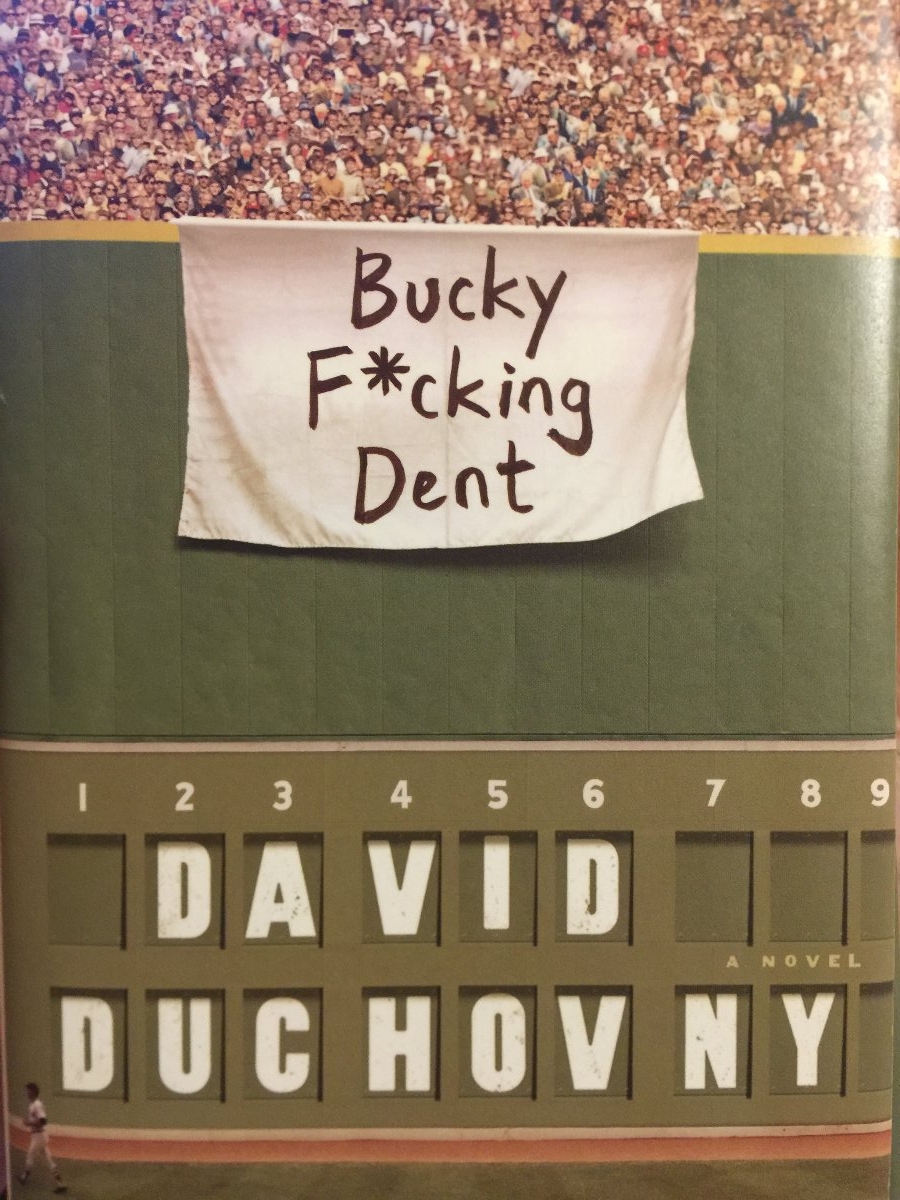 Bucky
F*cking
Dent
1 2 3 4 5 6 7 8 9
DAVID
A NOVEL
DUCHOVNY